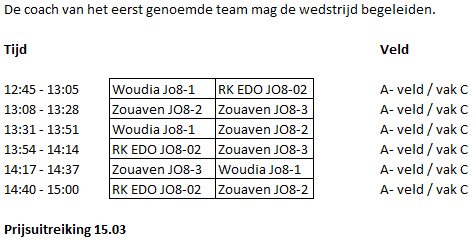 De coach van het eerst genoemde team mag de wedstrijd begeleiden.
Tijd Veld
12:45 - 13:05 Woudia Jo8-1 RK EDO JO8-02 A- veld / vak C
13:08 - 13:28 Zouaven JO8-2 Zouaven JO8-3 A- veld / vak C
13:31 - 13:51 Woudia Jo8-1 Zouaven JO8-2 A- veld / vak C
13:54 - 14:14 RK EDO JO8-02 Zouaven JO8-3 A- veld / vak C
14:17 - 14:37 Zouaven JO8-3 Woudia Jo8-1 A- veld / vak C
14:40 - 15:00 RK EDO JO8-02 Zouaven JO8-2 A- veld / vak C
Prijsuitreiking 15.03